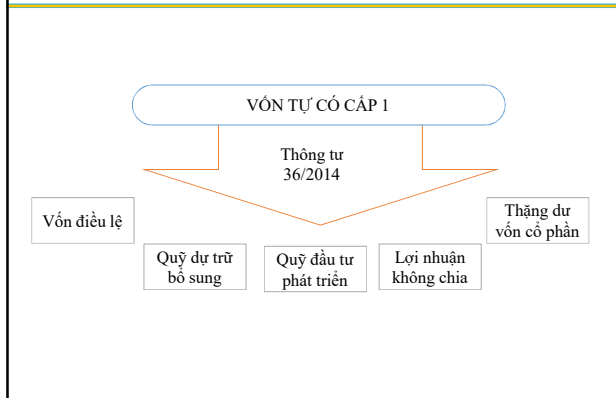 VỐN TỰ CÓ CẤP 1
Thông tư
36/2014
Vốn điều lệ
Quỹ dự trữ
bổ sung
Quỹ đầu tư
phát triển
Lợi nhuận
không chia
Thặng dư
vốn cổ phần